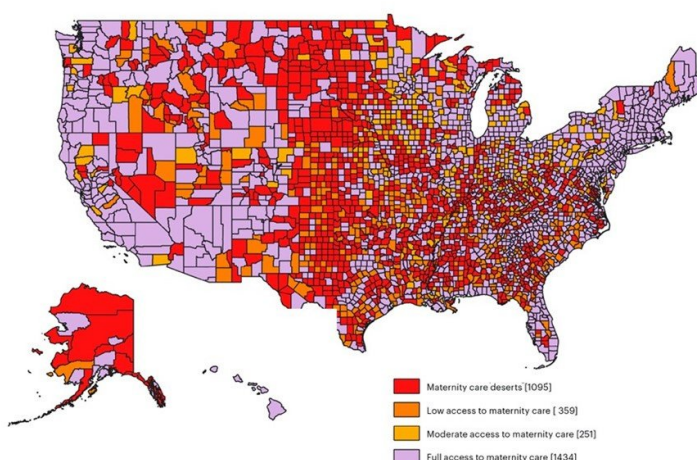 Maternity care deserts [1095]
Low access to maternity care [ 359]
Moderate access to maternity care [251]
Full access to maternity care [1434]